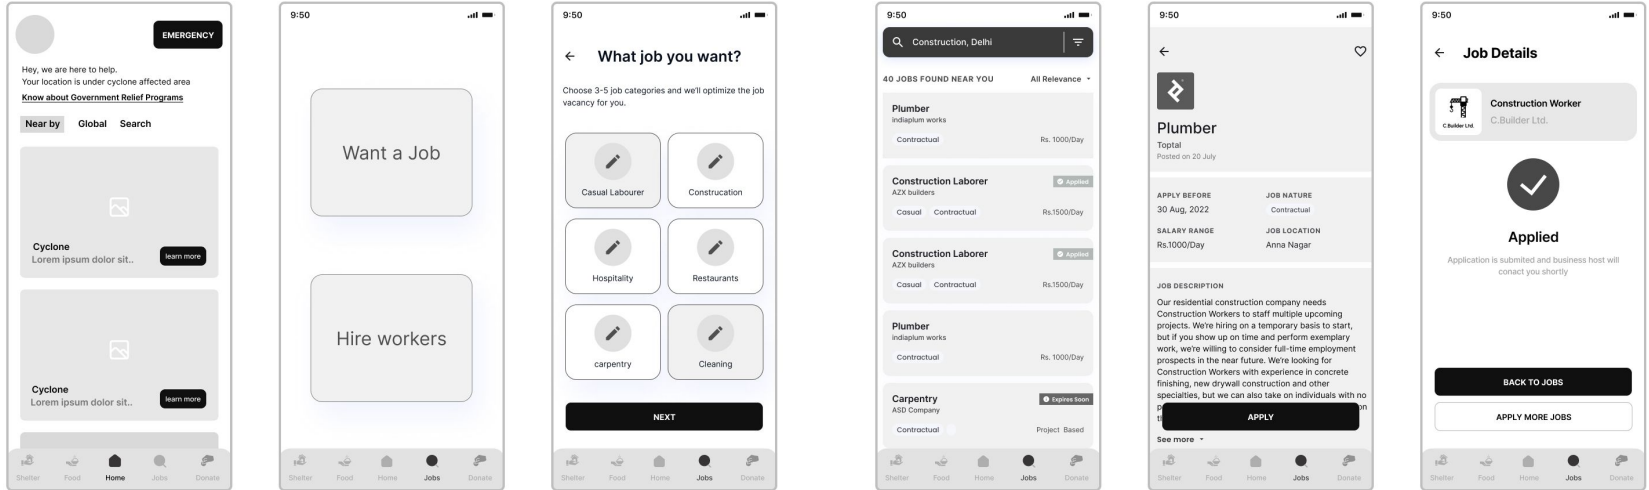 EMERGENCY
Hey, we are here to help.
Your location is under cyclone affected area
Know about Government Relief Programs
Near by Global Search
Cyclone
Lorem ipsum dolor sit..
learn more
Cyclone
Lorem ipsum dolor sit..
learn more
Shelter Food Home Jobs Donate
9:50
Want a Job
Hire workers
Shelter Food Home Jobs Donate
9:50
What job you want?
Choose 3-5 job categories and we'll optimize the job
vacancy for you.
Casual Labourer
Construcation
Hospitality
Restaurants
carpentry
Cleaning
NEXT
Shelter Food Home Jobs Donate
9:50
Construction, Delhi
40 JOBS FOUND NEAR YOU All Relevance
Plumber
indiaplum works
Contractual Rs. 1000/Day
Construction Laborer Applied
AZX builders
Casual Contractual Rs.1500/Day
Construction Laborer Applied
AZX builders
Casual Contractual Rs.1500/Day
Plumber
indiaplum works
Contractual Rs. 1000/Day
Carpentry Expires Soon
ASD Company
Contractual Project Based
Shelter Food Home Jobs Donate
9:50
Plumber
Toptal
Posted on 20 July
APPLY BEFORE JOB NATURE
30 Aug, 2022 Contractual
SALARY RANGE JOB LOCATION
Rs.1000/Day Anna Nagar
JOB DESCRIPTION
Our residential construction company needs
Construction Workers to staff multiple upcoming
projects. We're hiring on a temporary basis to start,
but if you show up on time and perform exemplary
work, we're willing to consider full-time employment
prospects in the near future. We're looking for
Construction Workers with experience in concrete
finishing, new drywall construction and other
specialties, but we can also take on individuals with no
APPLY
See more
Shelter Food Home Jobs Donate
9:50
Job Details
Construction Worker
C.Builder Ltd.
C.Builder Ltd.
Applied
Application is submited and business host will
conact you shortly
BACK TO JOBS
APPLY MORE JOBS
Shelter Food Home Jobs Donate